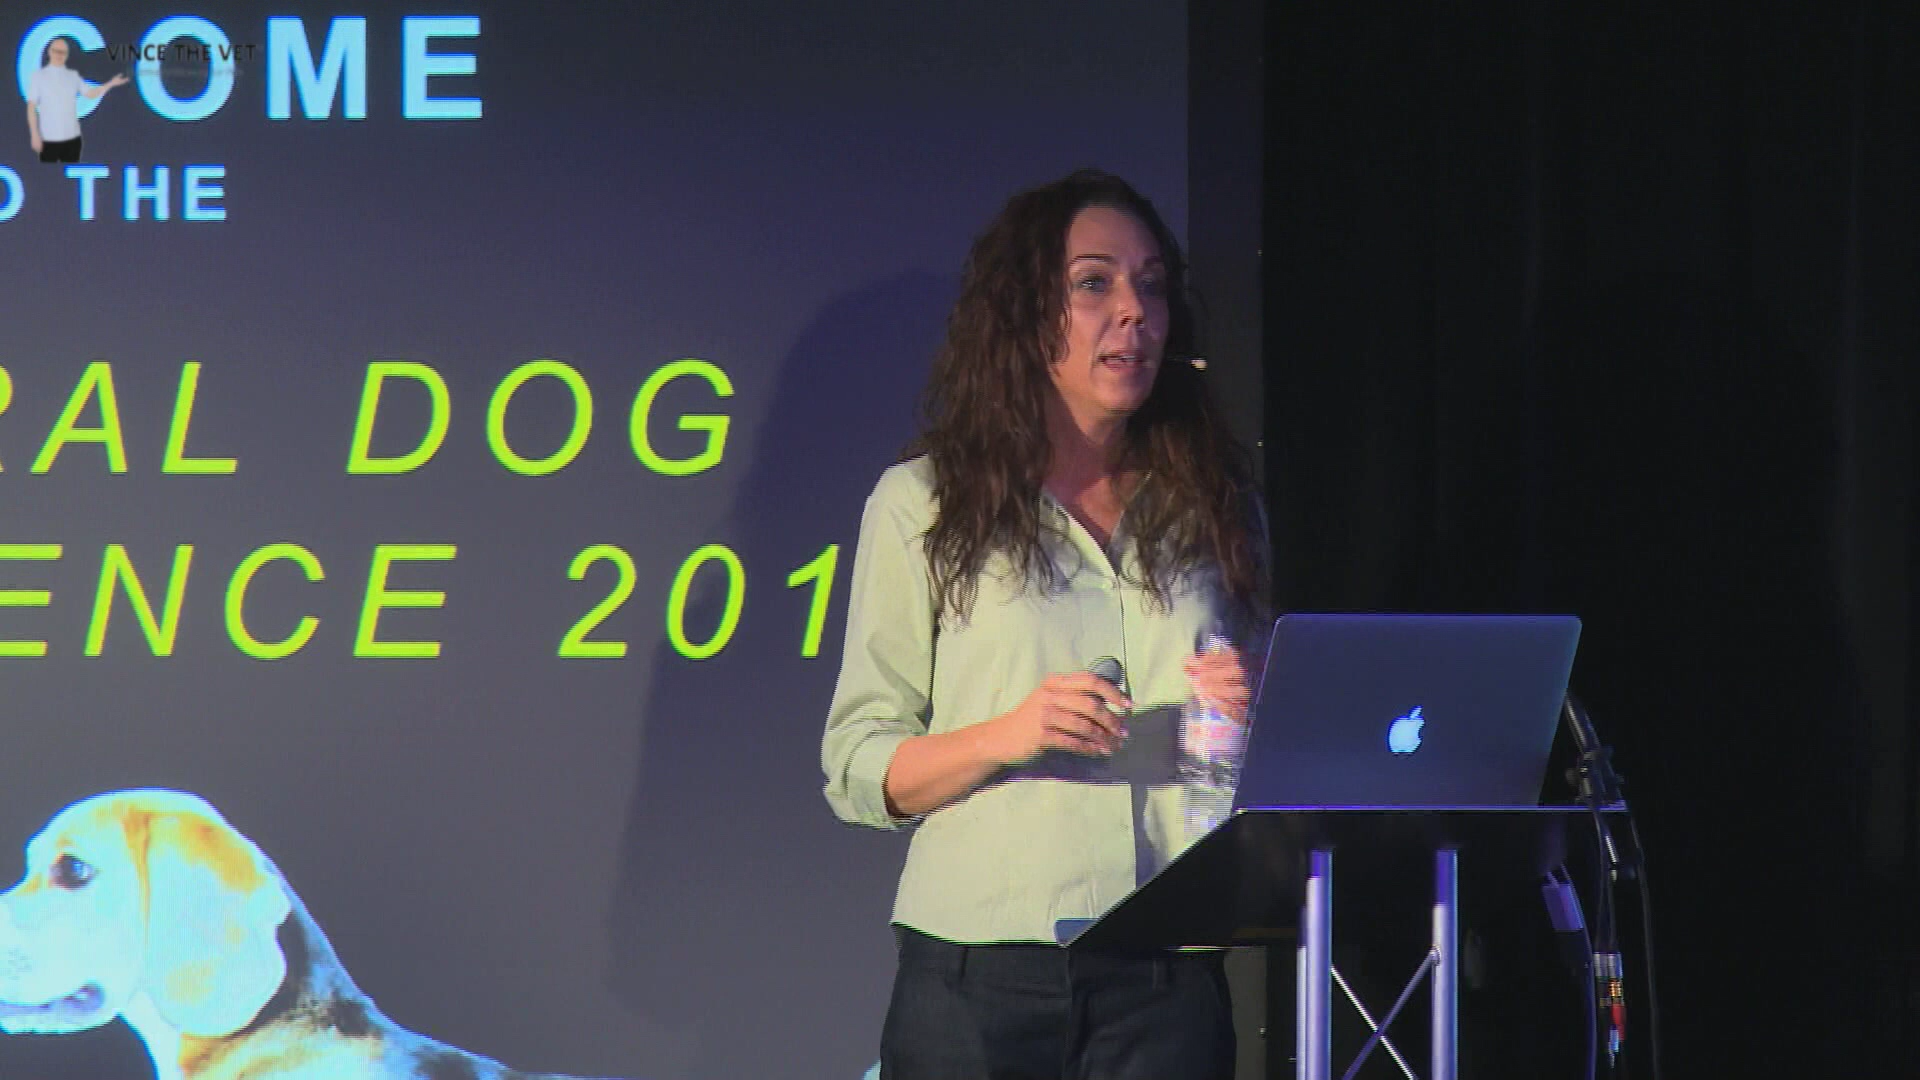 COME
VINCE THE VET
O THE
RAL DOG
ENCE 201